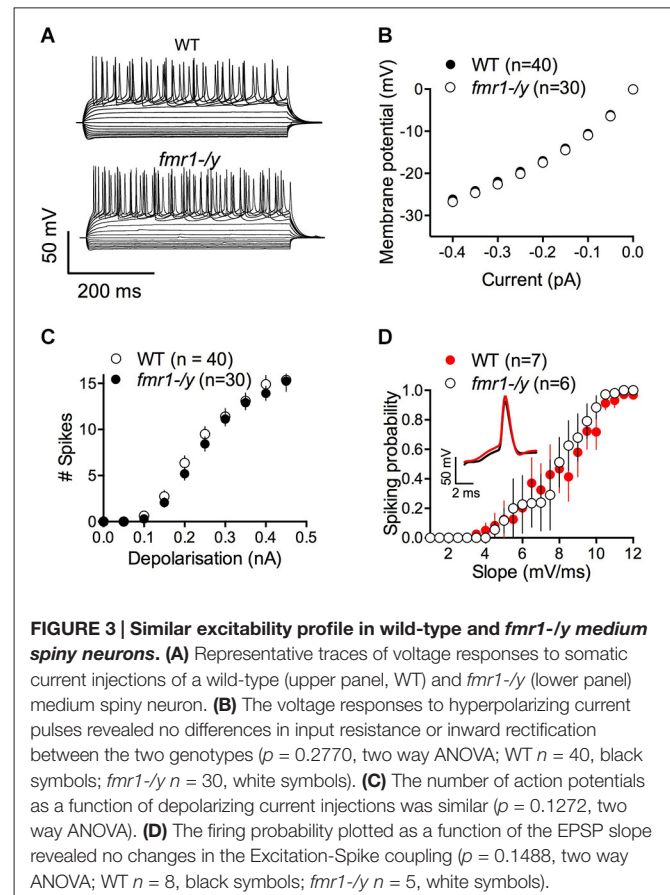 A
WT
fmr1-/y
50 mV
200 ms
B
WT (n=40)
fmr1-/y (n=30)
Membrane potential (mV)
0
-10
-20
-30
-0.4 -0.3 -0.2 -0.1 0.0
Current (pA)
C
WT (n = 40)
fmr1-/y (n=30)
# Spikes
15
10
5
0
0.0 0.1 0.2 0.3 0.4 0.5
Depolarisation (nA)
D
WT (n=7)
fmr1-/y (n=6)
Spiking probability
1.0
0.8
0.6
0.4
0.2
0.0
50 mV
2 ms
2 4 6 8 10 12
Slope (mV/ms)
FIGURE 3 | Similar excitability profile in wild-type and fmr1-/y medium
spiny neurons. (A) Representative traces of voltage responses to somatic
current injections of a wild-type (upper panel, WT) and fmr1-/y (lower panel)
medium spiny neuron. (B) The voltage responses to hyperpolarizing current
pulses revealed no differences in input resistance or inward rectification
between the two genotypes (p = 0.2770, two way ANOVA; WT n = 40, black
symbols; fmr1-/y n = 30, white symbols). (C) The number of action potentials
as a function of depolarizing current injections was similar (p = 0.1272, two
way ANOVA). (D) The firing probability plotted as a function of the EPSP slope
revealed no changes in the Excitation-Spike coupling (p = 0.1488, two way
ANOVA; WT n = 8, black symbols; fmr1-/y n = 5, white symbols).